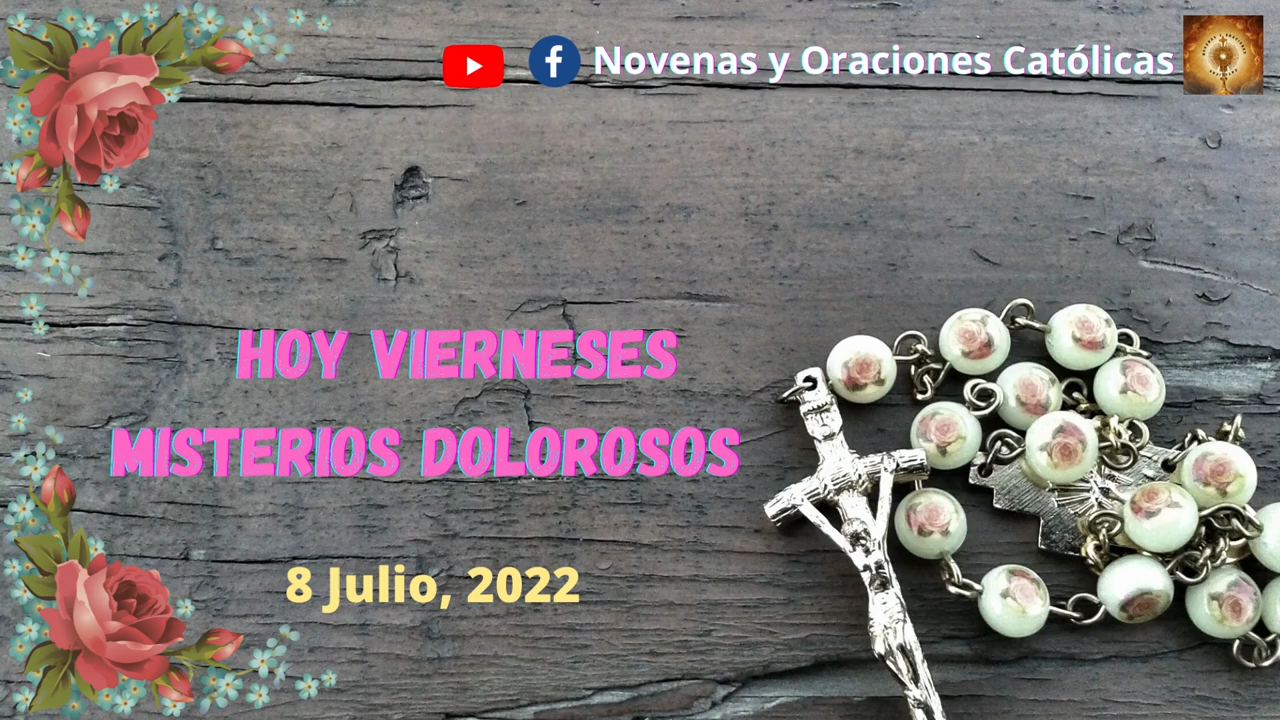 Novenas y Oraciones Católicas
HOY VIERNESES
MISTERIOS DOLOROSOS
8 Julio, 2022